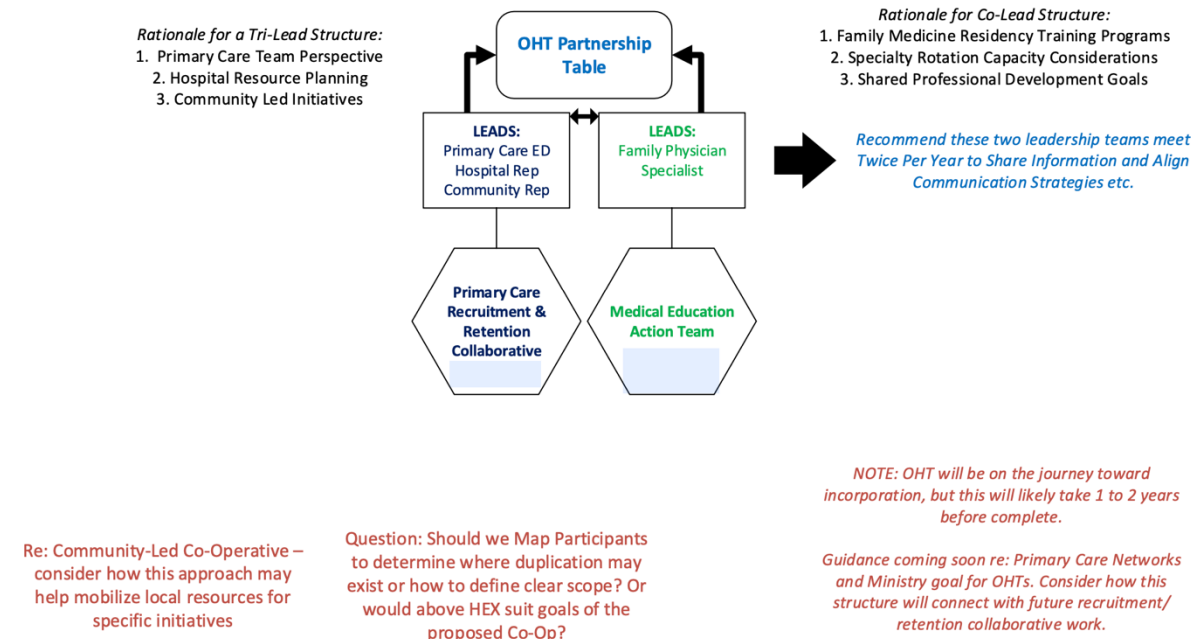 Rationale for a Tri-Lead Structure:
1. Primary Care Team Perspective
2. Hospital Resource Planning
3. Community Led Initiatives
OHT Partnership
Table
Rationale for Co-Lead Structure:
1. Family Medicine Residency Training Programs
2. Specialty Rotation Capacity Considerations
3. Shared Professional Development Goals
LEADS:
Primary Care ED
Hospital Rep
Community Rep
LEADS:
Family Physician
Specialist
Recommend these two leadership teams meet
Twice Per Year to Share Information and Align
Communication Strategies etc.
Primary Care
Recruitment &
Retention
Collaborative
Medical Education
Action Team
Re: Community-Led Co-Operative –
consider how this approach may
help mobilize local resources for
specific initiatives
Question: Should we Map Participants
to determine where duplication may
exist or how to define clear scope? Or
would above HEX suit goals of the
proposed Co-Op?
NOTE: OHT will be on the journey toward
incorporation, but this will likely take 1 to 2 years
before complete.
Guidance coming soon re: Primary Care Networks
and Ministry goal for OHTs. Consider how this
structure will connect with future recruitment/
retention collaborative work.